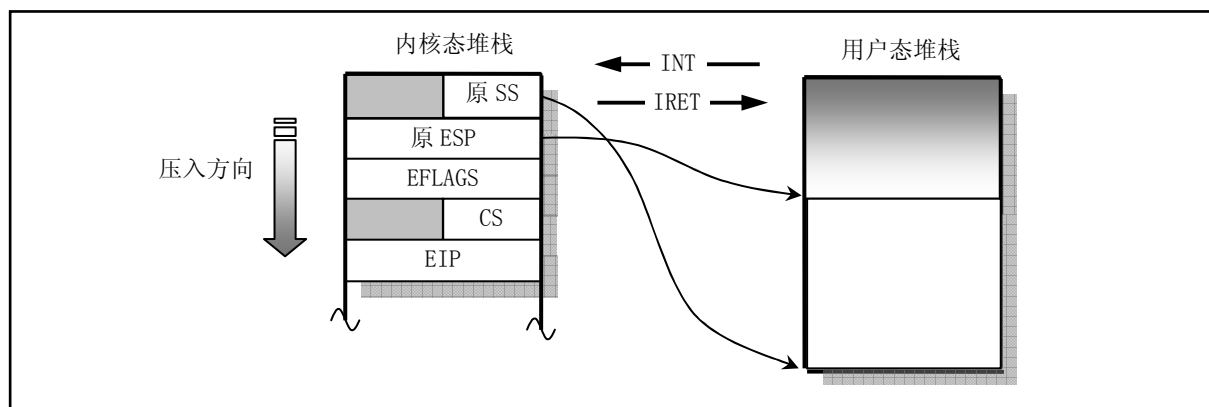 内核态堆栈
用户态堆栈
INT
IRET
压入方向
原 SS
原 ESP
EFLAGS
CS
EIP